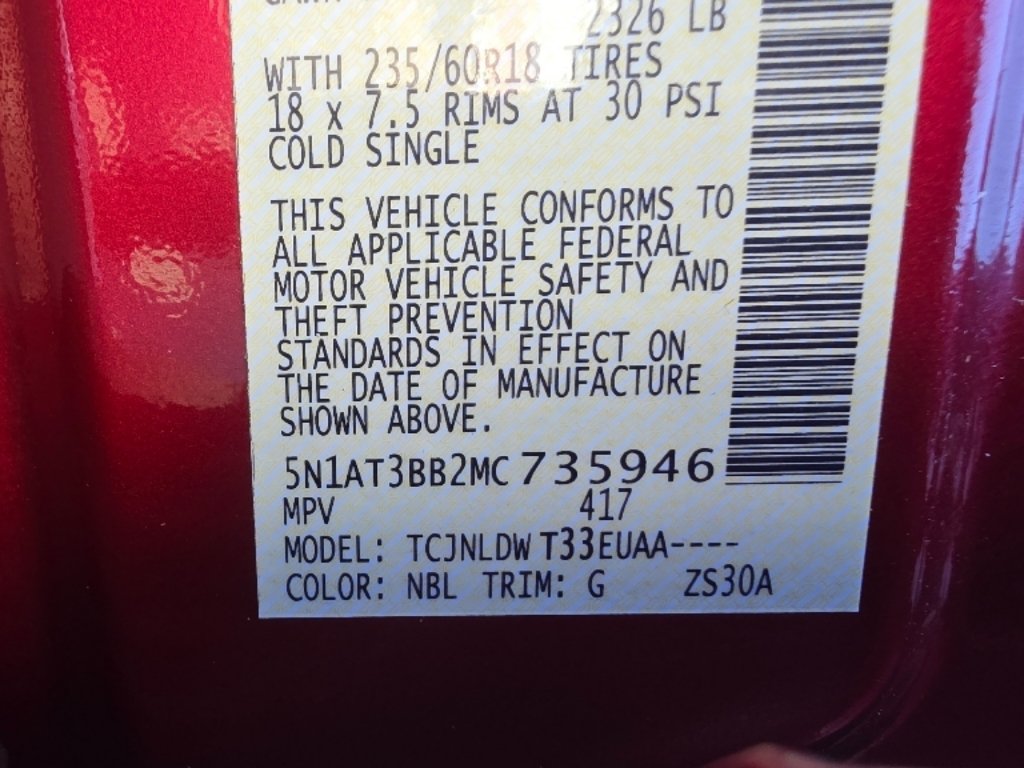 2326 LB
WITH 235/60R18 TIRES
18 x 7.5 RIMS AT 30 PSI
COLD SINGLE
THIS VEHICLE CONFORMS TO
ALL APPLICABLE FEDERAL
MOTOR VEHICLE SAFETY AND
THEFT PREVENTION
STANDARDS IN EFFECT ON
THE DATE OF MANUFACTURE
SHOWN ABOVE.
5N1AT3BB2MC735946
MPV 417
MODEL: TCJNLDWT33EUAA----
COLOR: NBL TRIM: G ZS30A